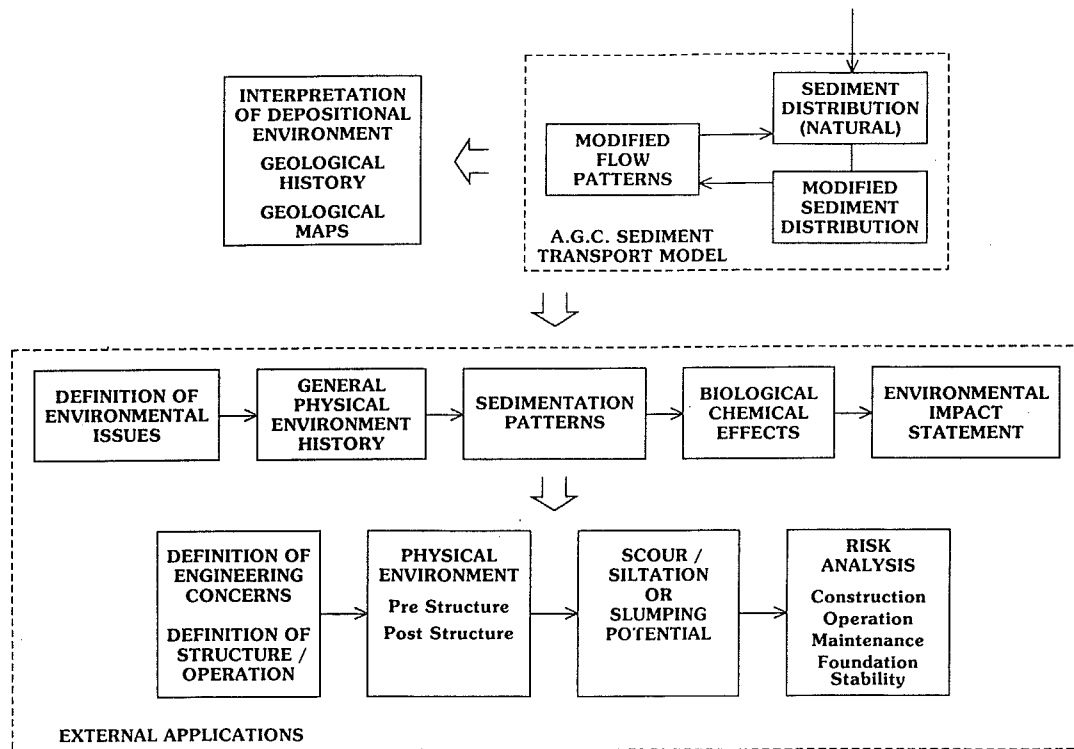 INTERPRETATION
OF DEPOSITIONAL
ENVIRONMENT
GEOLOGICAL
HISTORY
GEOLOGICAL
MAPS
MODIFIED
FLOW
PATTERNS
SEDIMENT
DISTRIBUTION
(NATURAL)
MODIFIED
SEDIMENT
DISTRIBUTION
A.G.C. SEDIMENT
TRANSPORT MODEL
DEFINITION OF
ENVIRONMENTAL
ISSUES
GENERAL
PHYSICAL
ENVIRONMENT
HISTORY
SEDIMENTATION
PATTERNS
BIOLOGICAL
CHEMICAL
EFFECTS
ENVIRONMENTAL
IMPACT
STATEMENT
DEFINITION OF
ENGINEERING
CONCERNS
DEFINITION OF
STRUCTURE /
OPERATION
PHYSICAL
ENVIRONMENT
Pre Structure
Post Structure
SCOUR /
SILTATION
OR
SLUMPING
POTENTIAL
RISK
ANALYSIS
Construction
Operation
Maintenance
Foundation
Stability
EXTERNAL APPLICATIONS